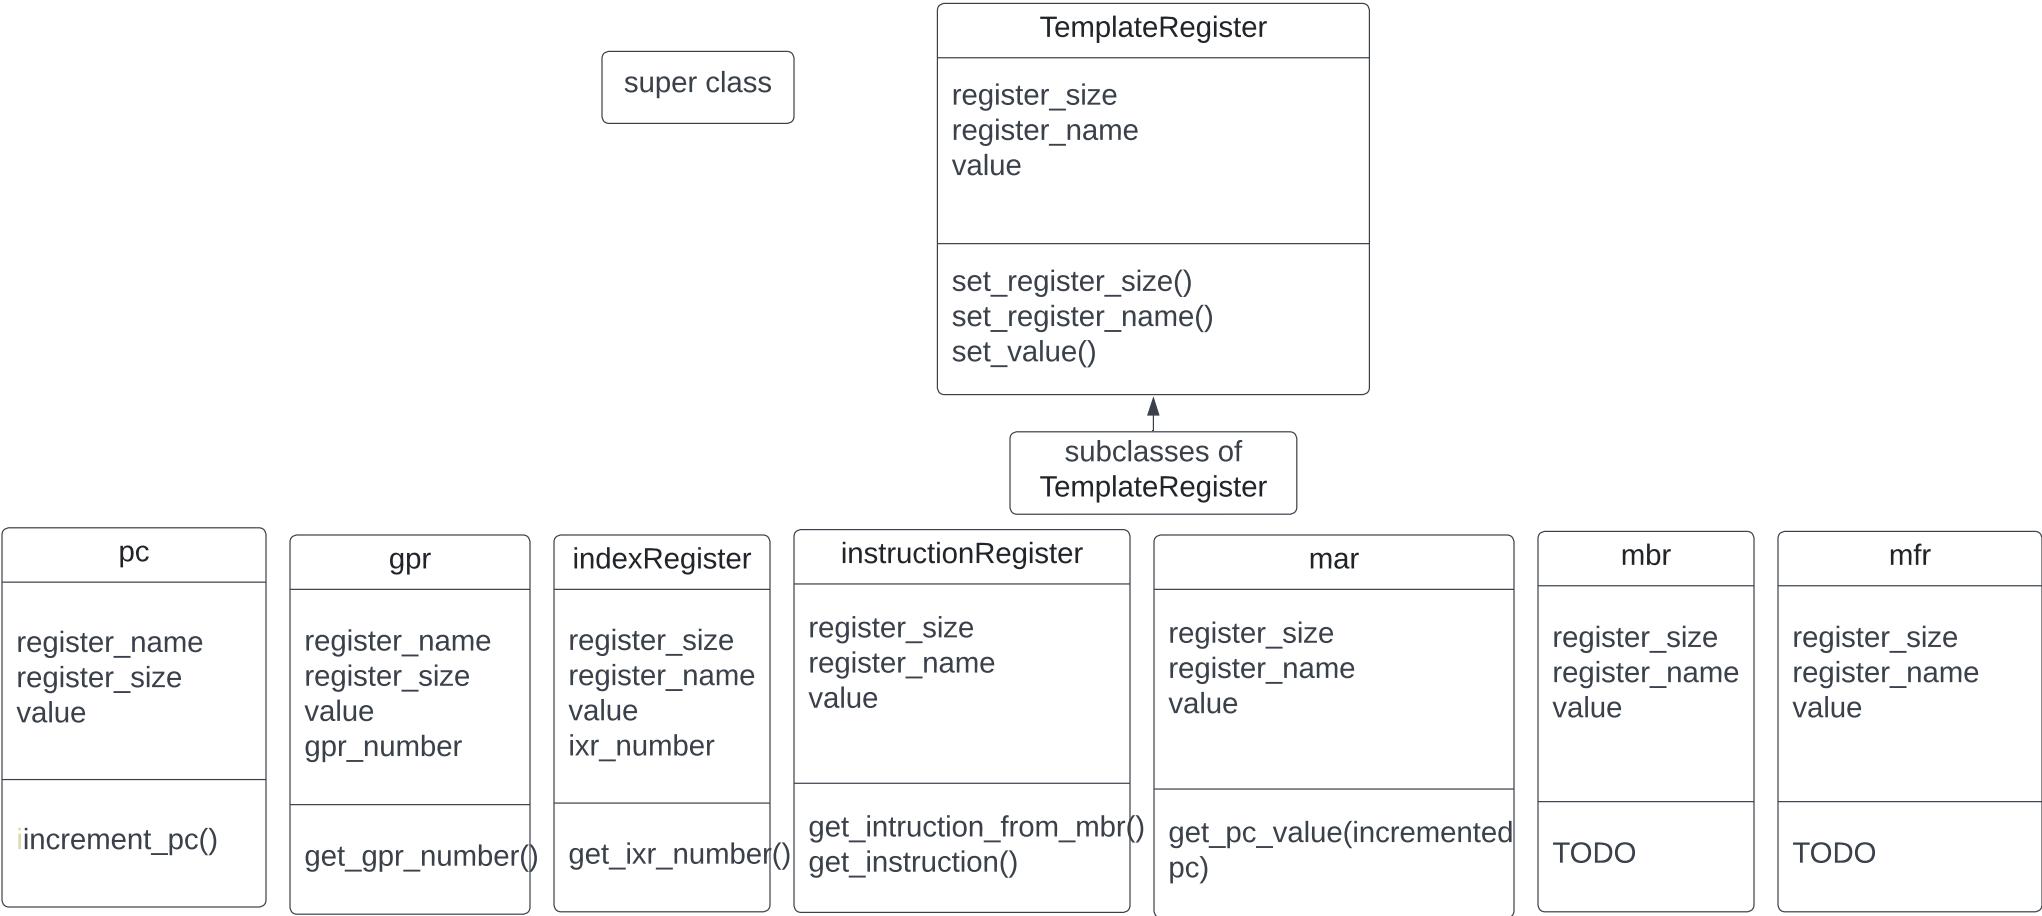 TemplateRegister
super class
register_size
register_name
value
set_register_size()
set_register_name()
set_value()
subclasses of
TemplateRegister
pc
register_name
register_size
value
iincrement_pc()
gpr
register_name
register_size
value
gpr_number
get_gpr_number()
indexRegister
register_size
register_name
value
ixr_number
get_ixr_number()
instructionRegister
register_size
register_name
value
get_intruction_from_mbr()
get_instruction()
mar
register_size
register_name
value
get_pc_value(incremented
pc)
mbr
register_size
register_name
value
TODO
mfr
register_size
register_name
value
TODO